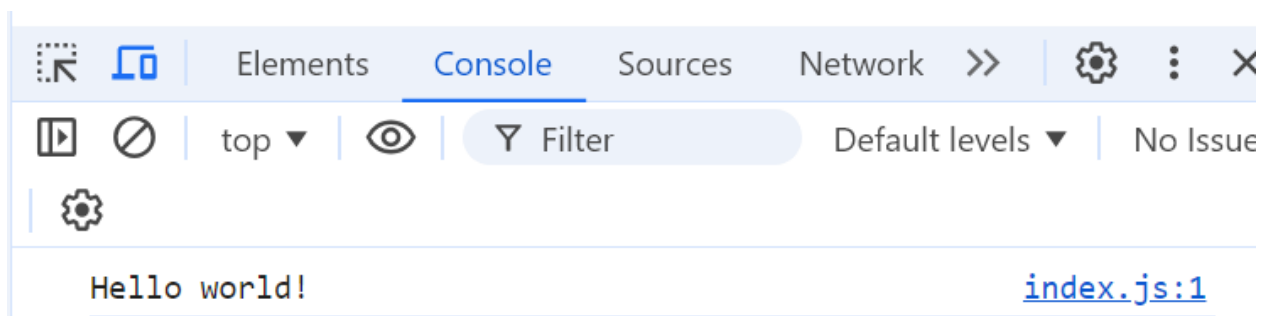 Elements Console Sources Network
top Filter Default levels No Issue
Hello world! index.js:1